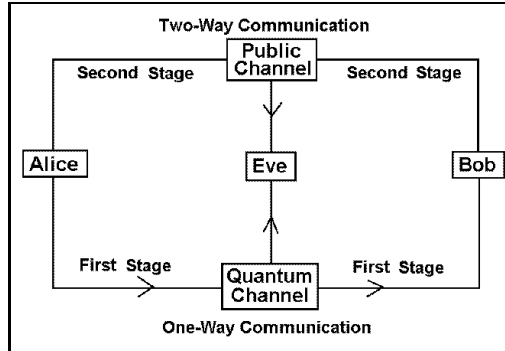 Two-Way Communication
Public
Channel
Second Stage
Second Stage
Alice
Eve
Bob
First Stage
Quantum
Channel
First Stage
One-Way Communication